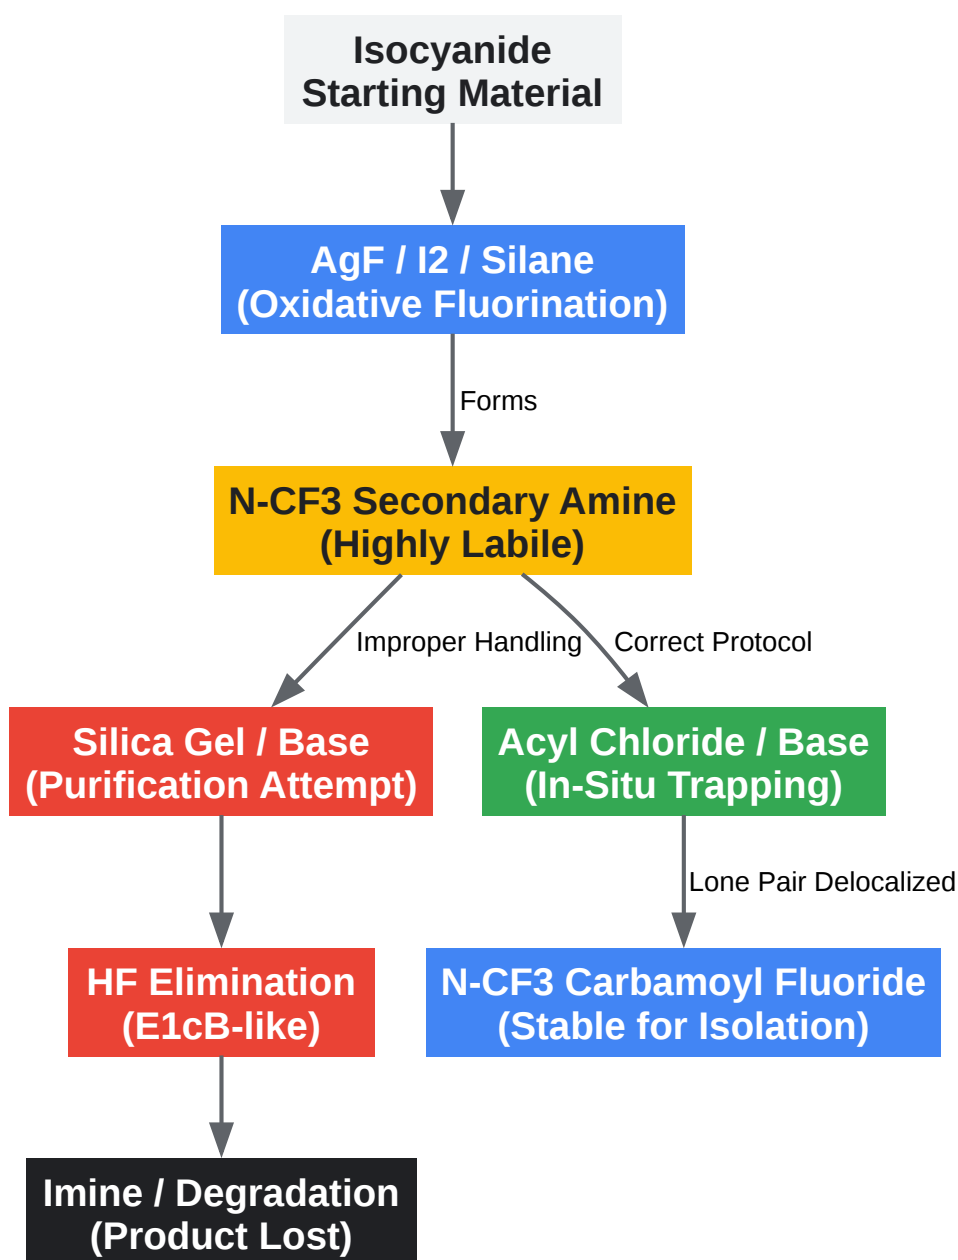 Isocyanide
Starting Material
AgF / I2 / Silane
(Oxidative Fluorination)
Forms
N-CF3 Secondary Amine
(Highly Labile)
Improper Handling
Correct Protocol
Silica Gel / Base
(Purification Attempt)
Acyl Chloride / Base
(In-Situ Trapping)
Lone Pair Delocalized
HF Elimination
(E1cB-like)
N-CF3 Carbamoyl Fluoride
(Stable for Isolation)
Imine / Degradation
(Product Lost)